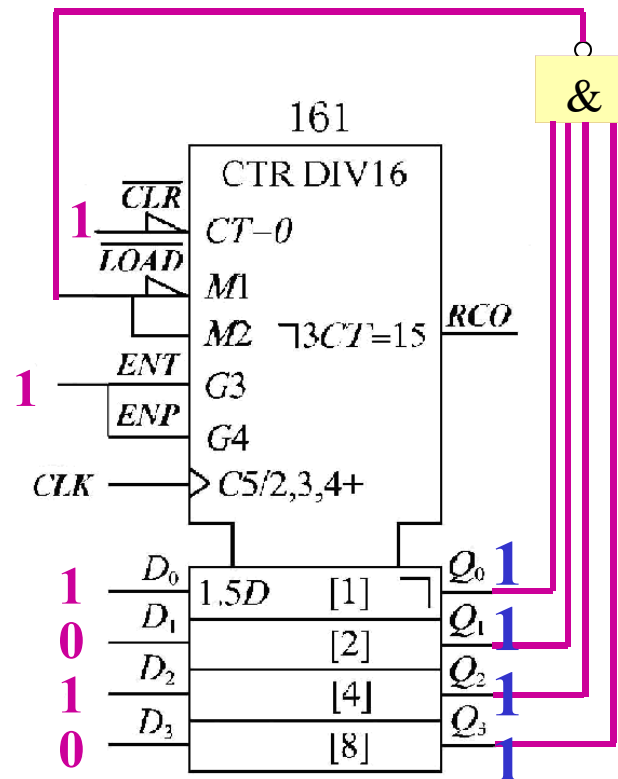 &
161
CTR DIV16
CLR
1 CT-0
LOAD
M1
RCO
M2 ㄱ3CT=15
ENT
1 G3
ENP
G4
CLK C5/2,3,4+
1 D₀ 1.5D [1] ㄱ Q₀ 1
0 D₁ [2] Q₁ 1
1 D₂ [4] Q₂ 1
0 D₃ [8] Q₃ 1